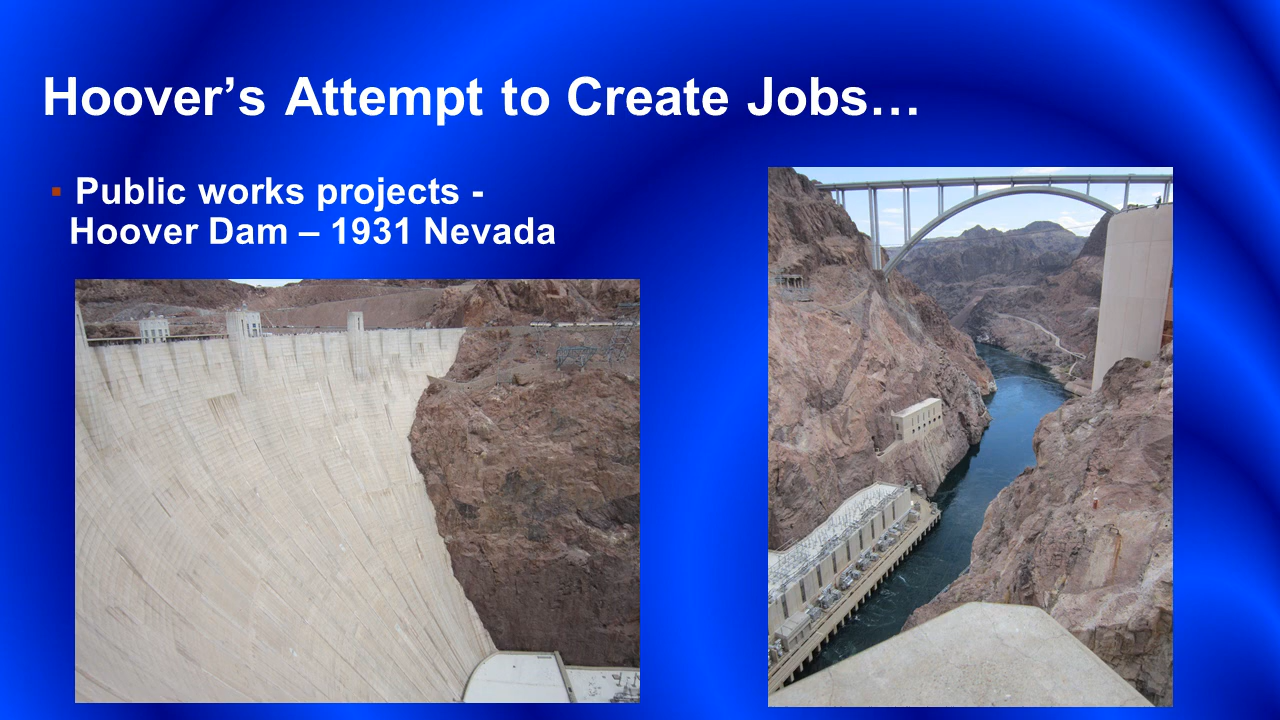 Hoover’s Attempt to Create Jobs…
▪ Public works projects -
Hoover Dam – 1931 Nevada